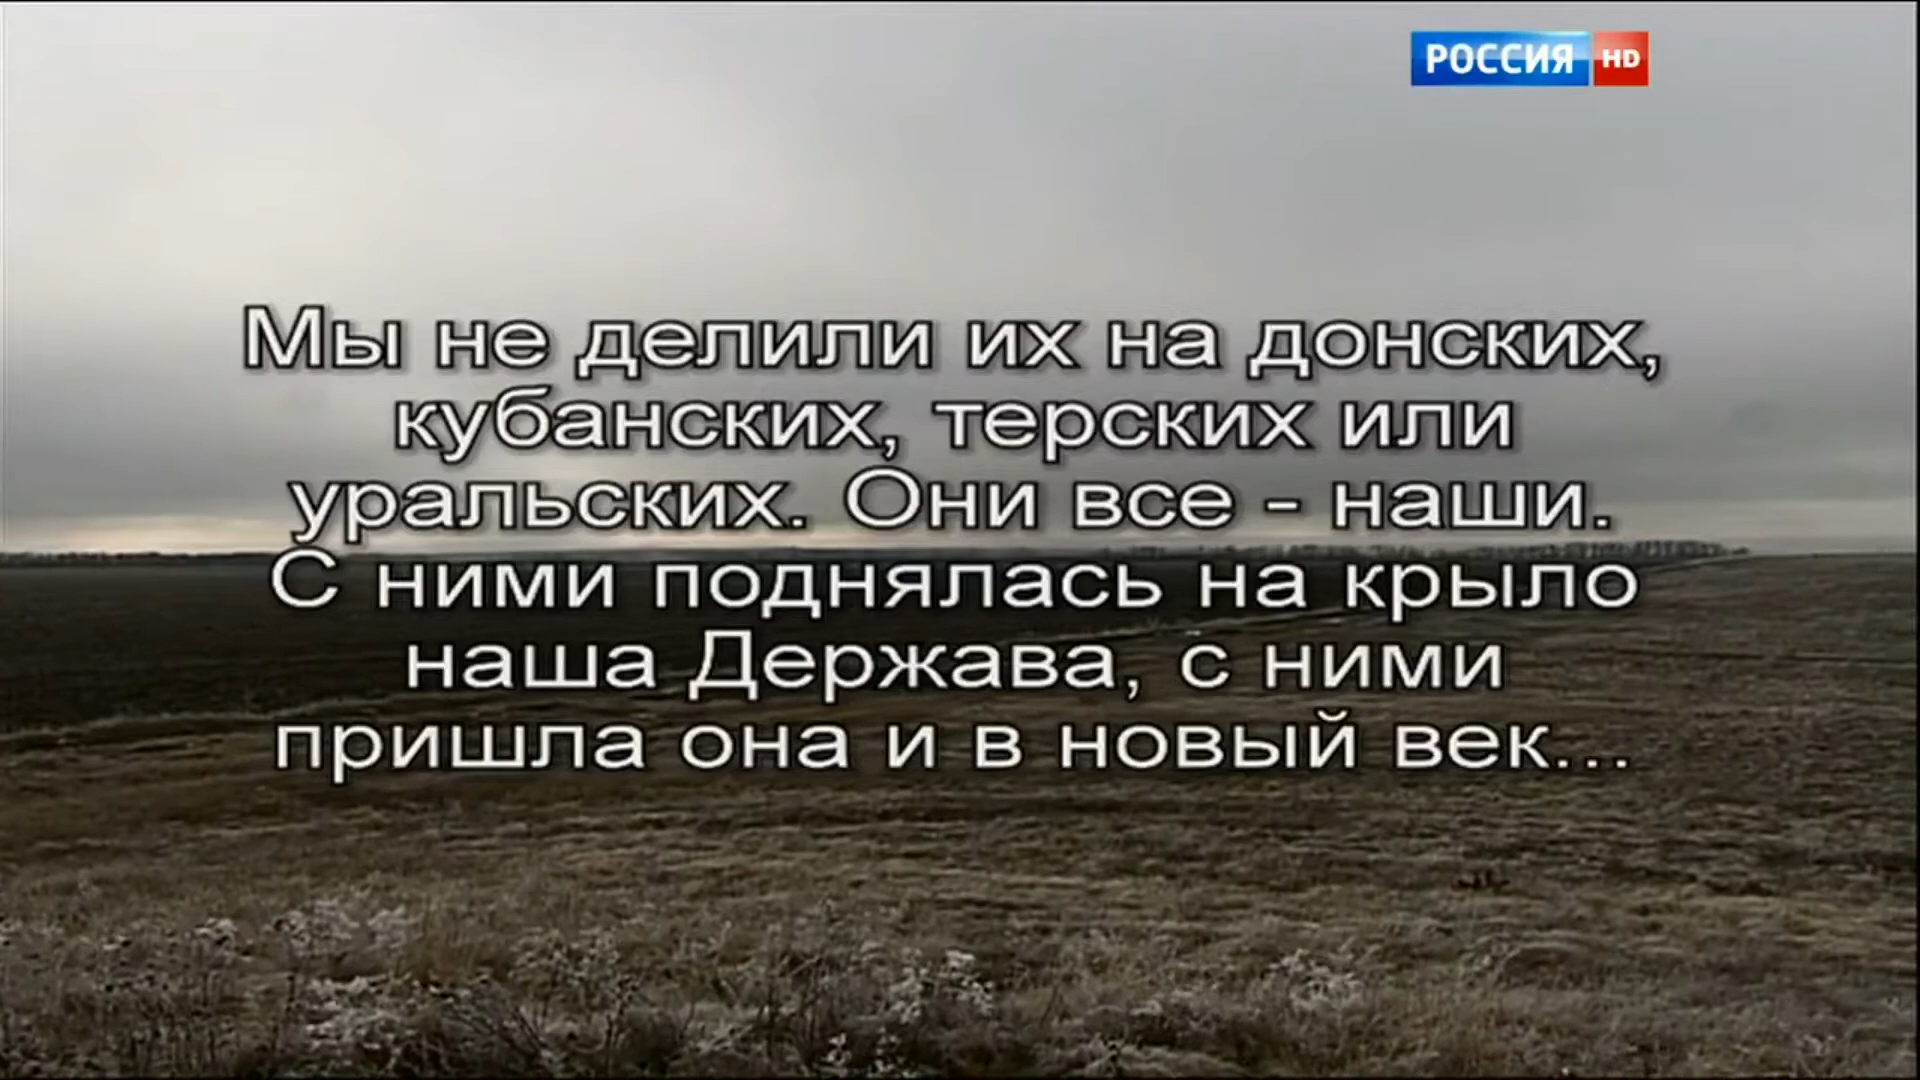 РОССИЯ HD
Мы не делили их на донских,
кубанских, терских или
уральских. Они все - наши.
С ними поднялась на крыло
наша Держава, с ними
пришла она и в новый век...